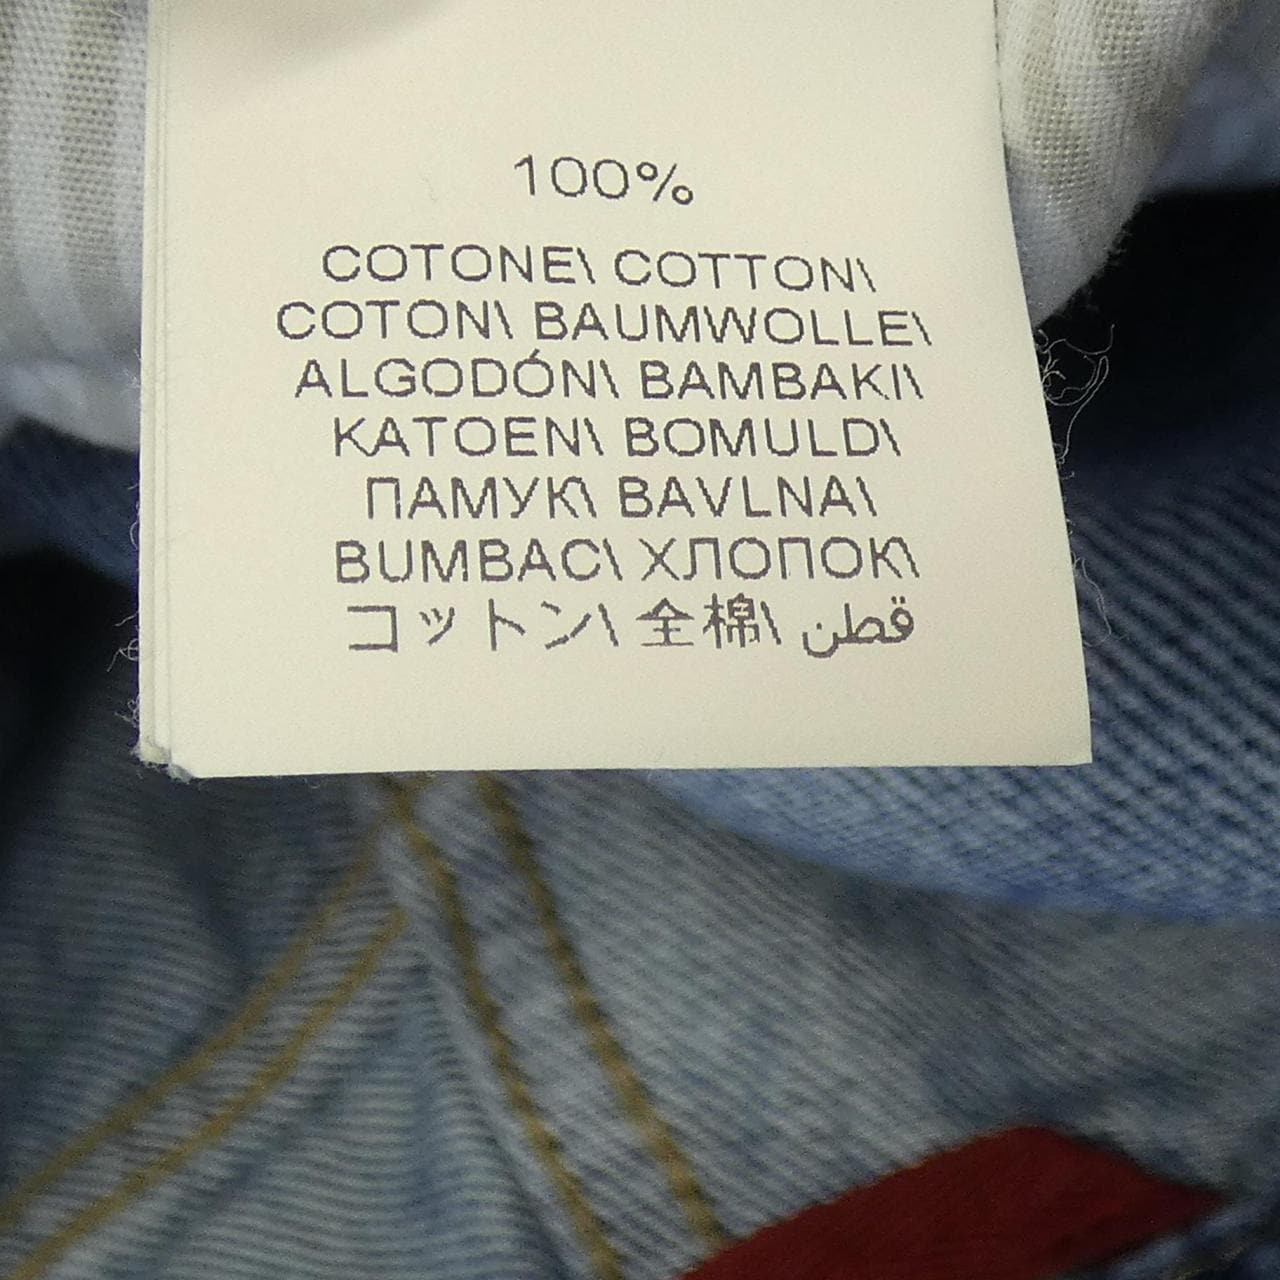 100%
COTONE\ COTTON\
COTON\ BAUMWOLLE\
ALGODÓN\ BAMBAKI\
KATOEN\ BOMULD\
ПАМУК\ BAVLNA\
BUMBAC\ ХЛОПОК\
コットン\ 全棉\ قطن